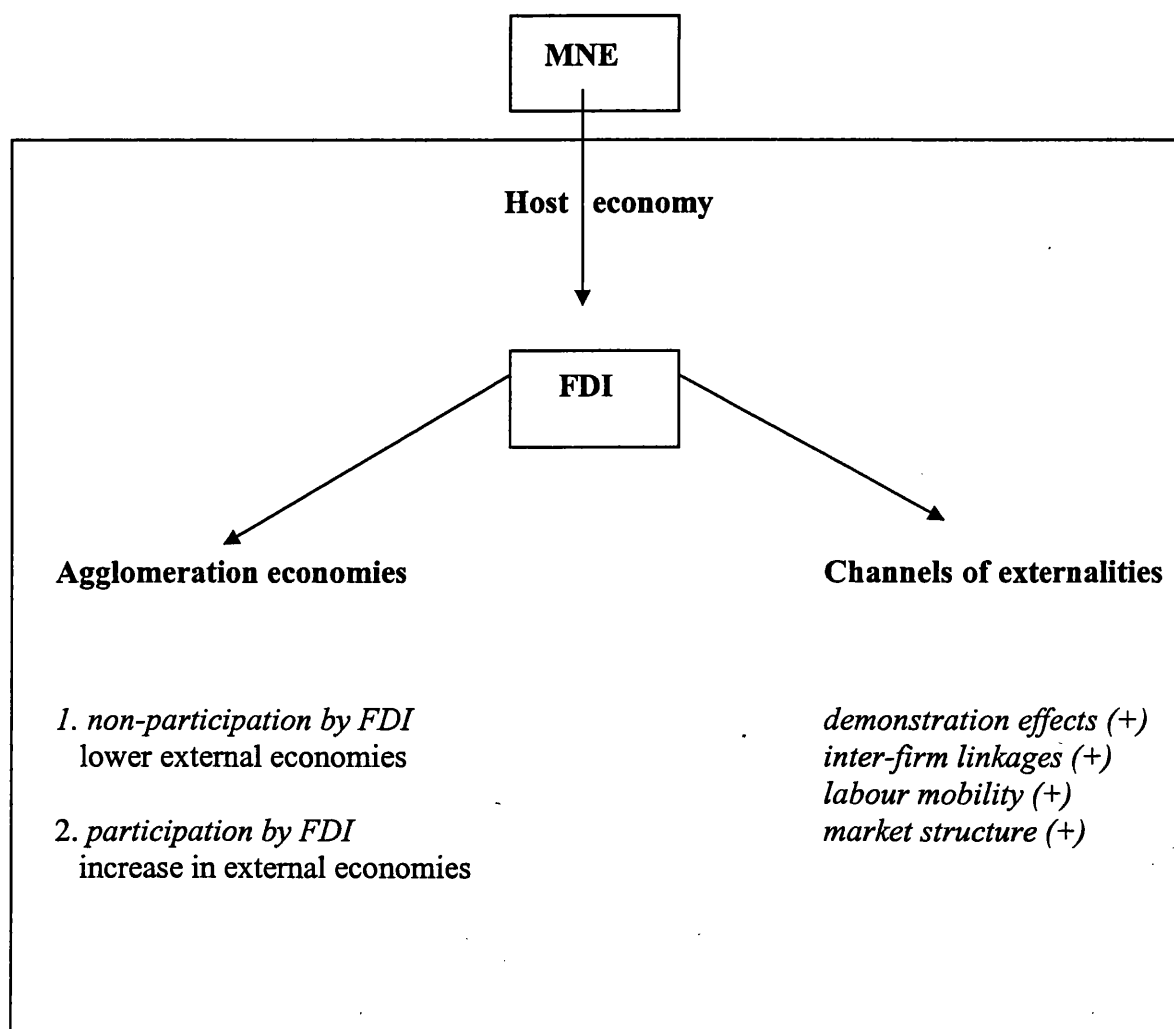 MNE
Host economy
FDI
Agglomeration economies
1. non-participation by FDI
lower external economies
2. participation by FDI
increase in external economies
Channels of externalities
demonstration effects (+)
inter-firm linkages (+)
labour mobility (+)
market structure (+)